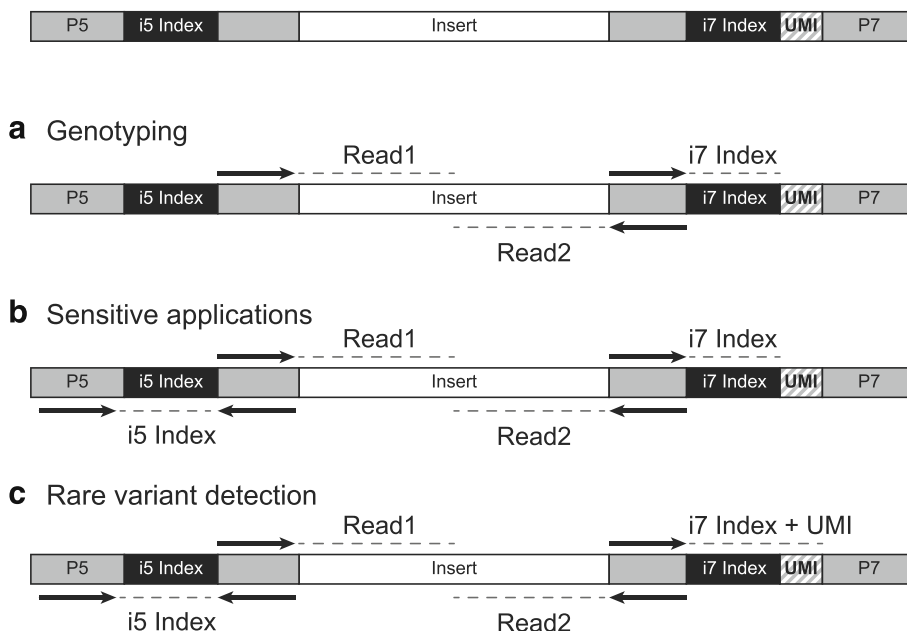 P5 i5 Index Insert i7 Index UMI P7
a Genotyping
Read1 i7 Index
P5 i5 Index Insert i7 Index UMI P7
Read2
b Sensitive applications
Read1 i7 Index
P5 i5 Index Insert i7 Index UMI P7
i5 Index Read2
c Rare variant detection
Read1 i7 Index + UMI
P5 i5 Index Insert i7 Index UMI P7
i5 Index Read2